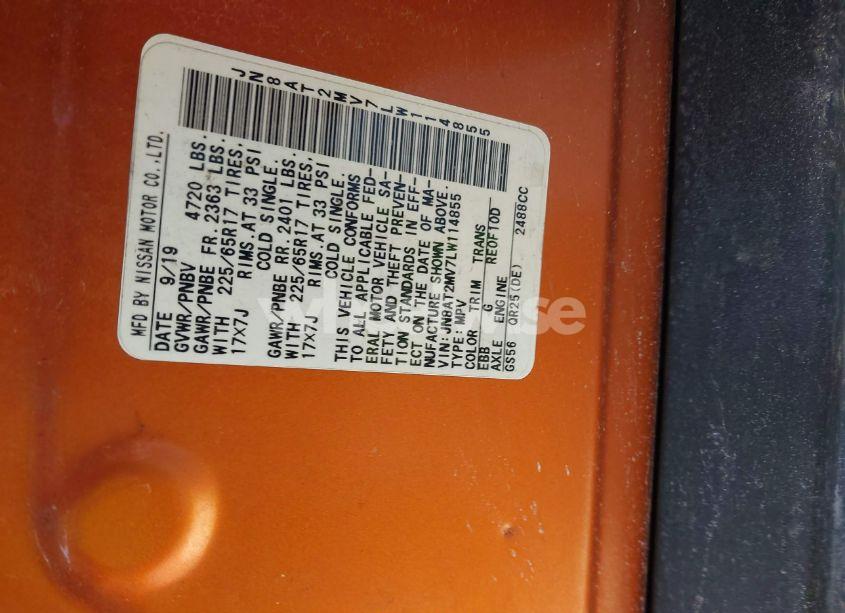 MFD BY NISSAN MOTOR CO.,LTD.
DATE 9/19
GVWR/PNBV 4720 LBS.
GAWR/PNBE FR.2363 LBS.
WITH 225/65R17 TIRES,
17X7J RIMS.AT 33 PSI
COLD SINGLE.
GAWR/PNBE RR.2401 LBS.
WITH 225/65R17 TIRES,
17X7J RIMS.AT 33 PSI
COLD SINGLE.
THIS VEHICLE CONFORMS
TO ALL APPLICABLE FED-
ERAL MOTOR VEHICLE SA-
FETY AND THEFT PREVEN-
TION STANDARDS IN EFF-
ECT ON THE DATE OF MA-
NUFACTURE SHOWN ABOVE.
VIN:JN8AT2MV7LW114855
TYPE:MPV
COLOR TRIM TRANS
EBB G RE0F10D
AXLE ENGINE
GS56 QR25(DE) 2488CC
JN8AT2MV7LW114855